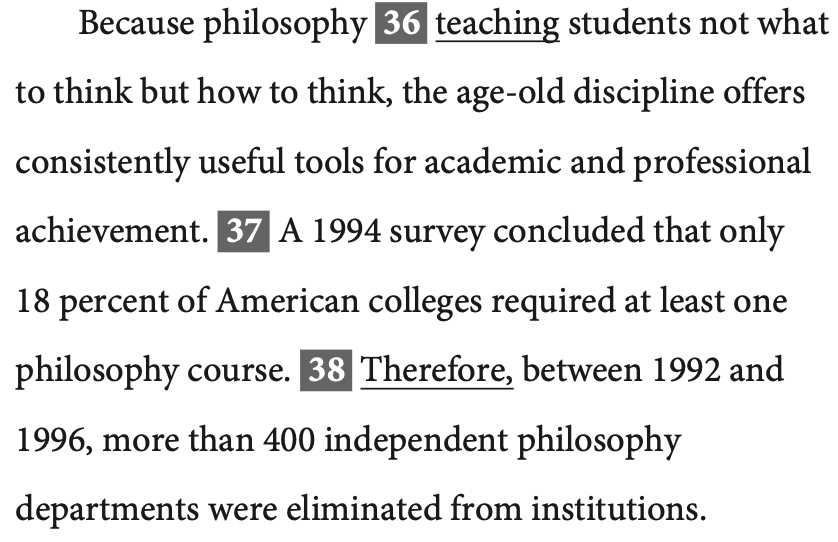 Because philosophy 36 teaching students not what
to think but how to think, the age-old discipline offers
consistently useful tools for academic and professional
achievement. 37 A 1994 survey concluded that only
18 percent of American colleges required at least one
philosophy course. 38 Therefore, between 1992 and
1996, more than 400 independent philosophy
departments were eliminated from institutions.